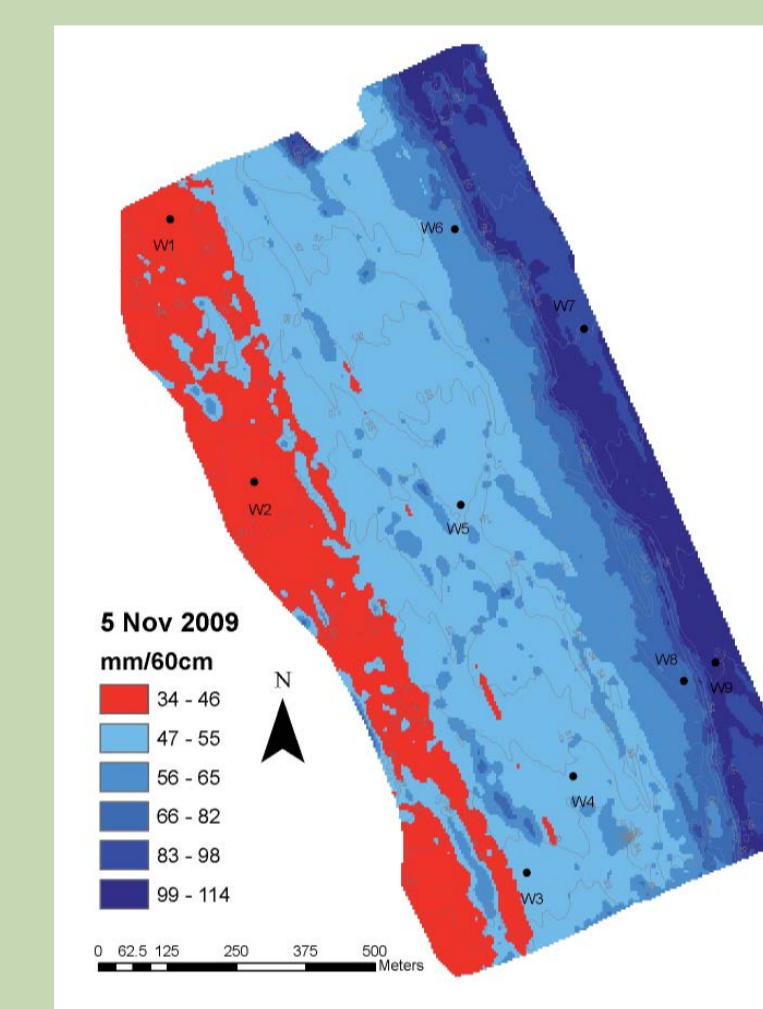 W1
W6
W7
W2
W5
W8
W9
W4
W3
5 Nov 2009
mm/60cm
34 - 46
47 - 55
56 - 65
66 - 82
83 - 98
99 - 114
N
0 62.5 125 250 375 500
Meters